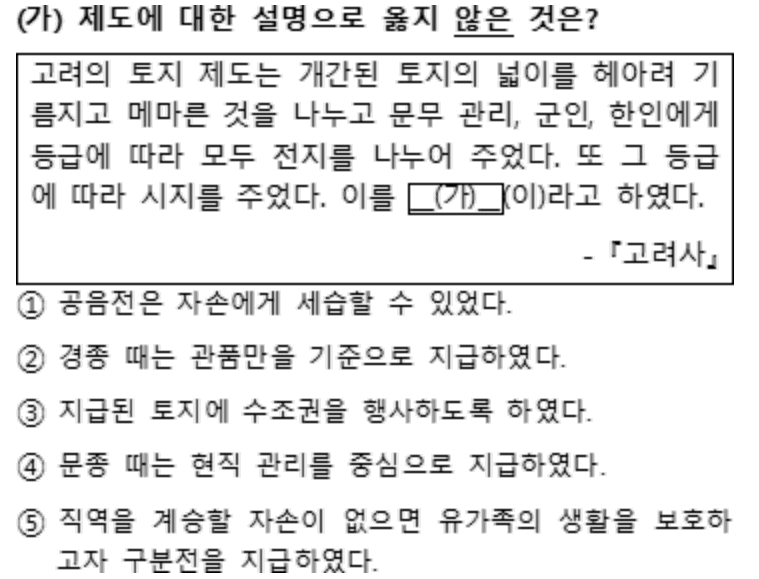 (가) 제도에 대한 설명으로 옳지 않은 것은?
고려의 토지 제도는 개간된 토지의 넓이를 헤아려 기
름지고 메마른 것을 나누고 문무 관리, 군인, 한인에게
등급에 따라 모두 전지를 나누어 주었다. 또 그 등급
에 따라 시지를 주었다. 이를 (가) (이)라고 하였다.
- 『고려사』
① 공음전은 자손에게 세습할 수 있었다.
② 경종 때는 관품만을 기준으로 지급하였다.
③ 지급된 토지에 수조권을 행사하도록 하였다.
④ 문종 때는 현직 관리를 중심으로 지급하였다.
⑤ 직역을 계승할 자손이 없으면 유가족의 생활을 보호하
고자 구분전을 지급하였다.